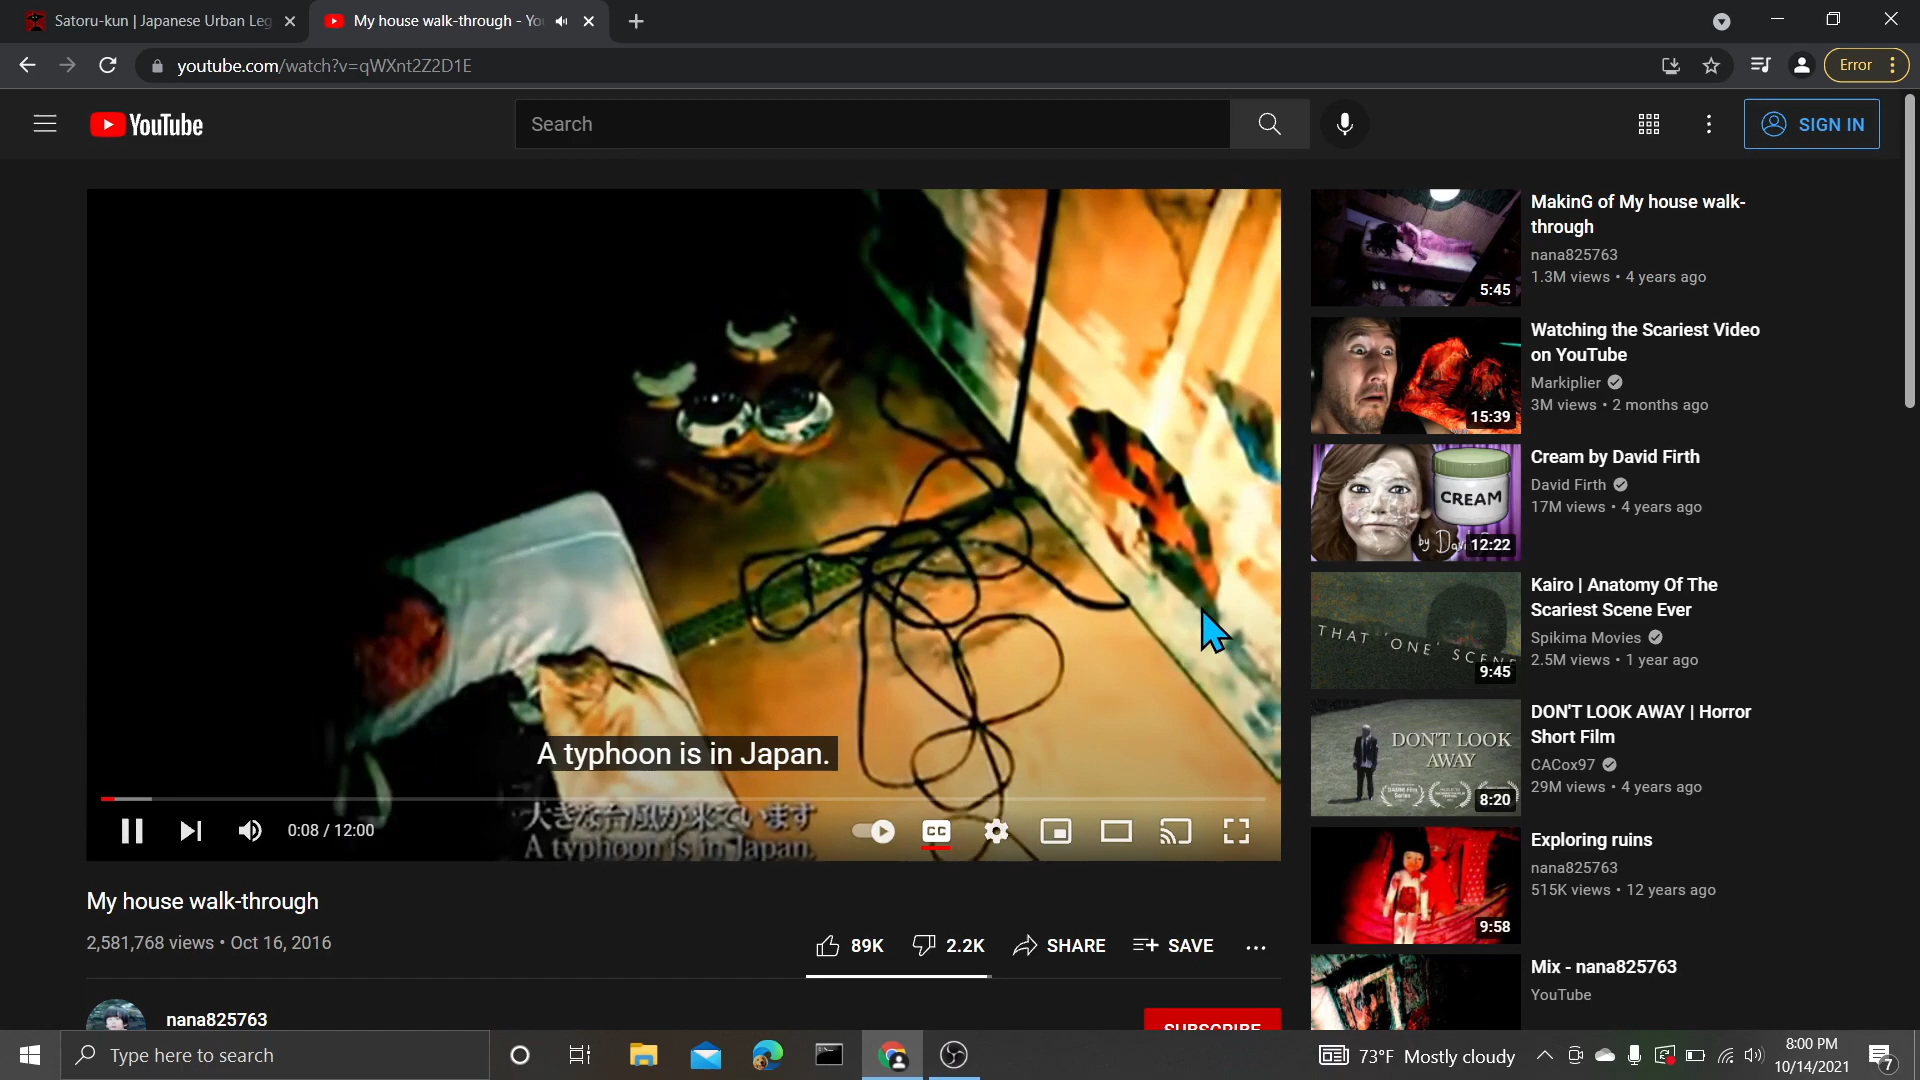 Satoru-kun | Japanese Urban Leg
My house walk-through - Yo
youtube.com/watch?v=qWXnt2Z2D1E
Error
YouTube
Search
SIGN IN
A typhoon is in Japan.
大きな台風が来ています
A typhoon is in Japan.
0:08 / 12:00
CC
My house walk-through
2,581,768 views • Oct 16, 2016
89K
2.2K
SHARE
SAVE
nana825763
SUBSCRIBE
MakinG of My house walk-
through
nana825763
1.3M views • 4 years ago
5:45
Watching the Scariest Video
on YouTube
Markiplier
3M views • 2 months ago
15:39
Cream by David Firth
David Firth
17M views • 4 years ago
CREAM
by Davi
12:22
Kairo | Anatomy Of The
Scariest Scene Ever
Spikima Movies
2.5M views • 1 year ago
THAT 'ONE' SCENE
9:45
DON'T LOOK AWAY | Horror
Short Film
CACox97
29M views • 4 years ago
DON'T LOOK
AWAY
8:20
Exploring ruins
nana825763
515K views • 12 years ago
9:58
Mix - nana825763
YouTube
Type here to search
73°F Mostly cloudy
8:00 PM
10/14/2021
7